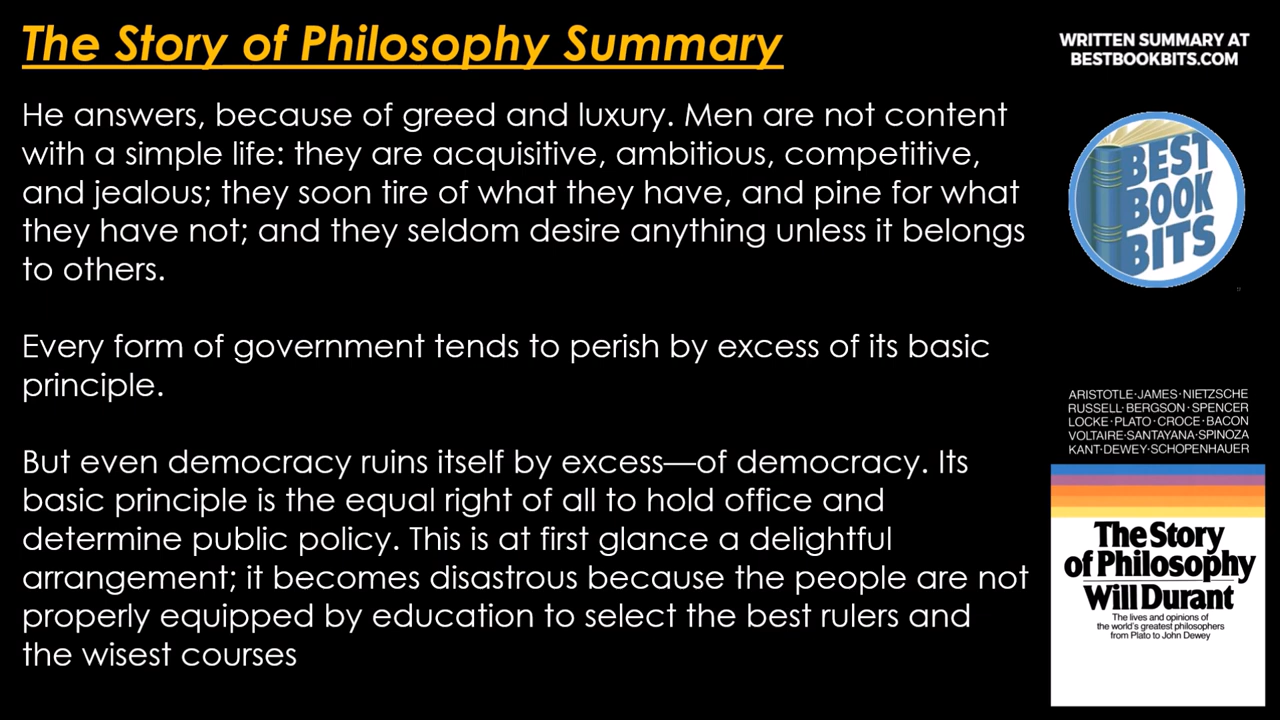 The Story of Philosophy Summary
He answers, because of greed and luxury. Men are not content
with a simple life: they are acquisitive, ambitious, competitive,
and jealous; they soon tire of what they have, and pine for what
they have not; and they seldom desire anything unless it belongs
to others.
Every form of government tends to perish by excess of its basic
principle.
But even democracy ruins itself by excess—of democracy. Its
basic principle is the equal right of all to hold office and
determine public policy. This is at first glance a delightful
arrangement; it becomes disastrous because the people are not
properly equipped by education to select the best rulers and
the wisest courses
WRITTEN SUMMARY AT
BESTBOOKBITS.COM
BEST
BOOK
BITS
ARISTOTLE·JAMES·NIETZSCHE
RUSSELL·BERGSON·SPENCER
LOCKE·PLATO·CROCE·BACON
VOLTAIRE·SANTAYANA·SPINOZA
KANT·DEWEY·SCHOPENHAUER
The Story
of Philosophy
Will Durant
The lives and opinions of
the world's greatest philosophers
from Plato to John Dewey